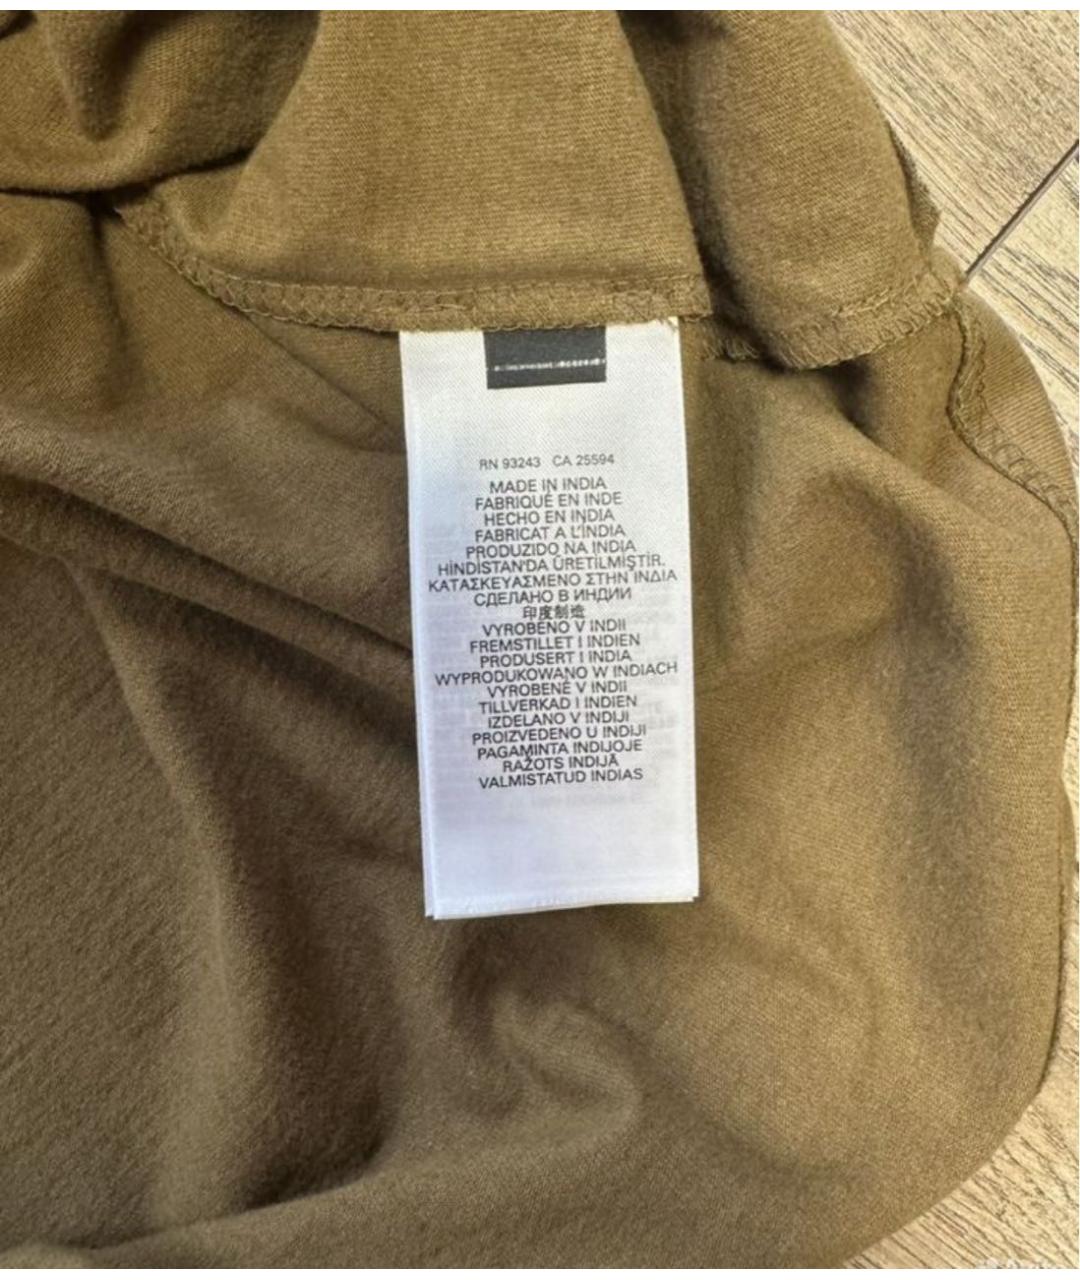 RN 93243 CA 25594
MADE IN INDIA
FABRIQUÉ EN INDE
HECHO EN INDIA
FABRICAT A L'ÍNDIA
PRODUZIDO NA ÍNDIA
HİNDİSTAN'DA ÜRETİLMİŞTİR.
ΚΑΤΑΣΚΕΥΑΣΜΕΝΟ ΣΤΗΝ ΙΝΔΙΑ
СДЕЛАНО В ИНДИИ
印度制造
VYROBENO V INDII
FREMSTILLET I INDIEN
PRODUSERT I INDIA
WYPRODUKOWANO W INDIACH
VYROBENÉ V INDII
TILLVERKAD I INDIEN
IZDELANO V INDIJI
PROIZVEDENO U INDIJI
PAGAMINTA INDIJOJE
RAŽOTS INDIJĀ
VALMISTATUD INDIAS